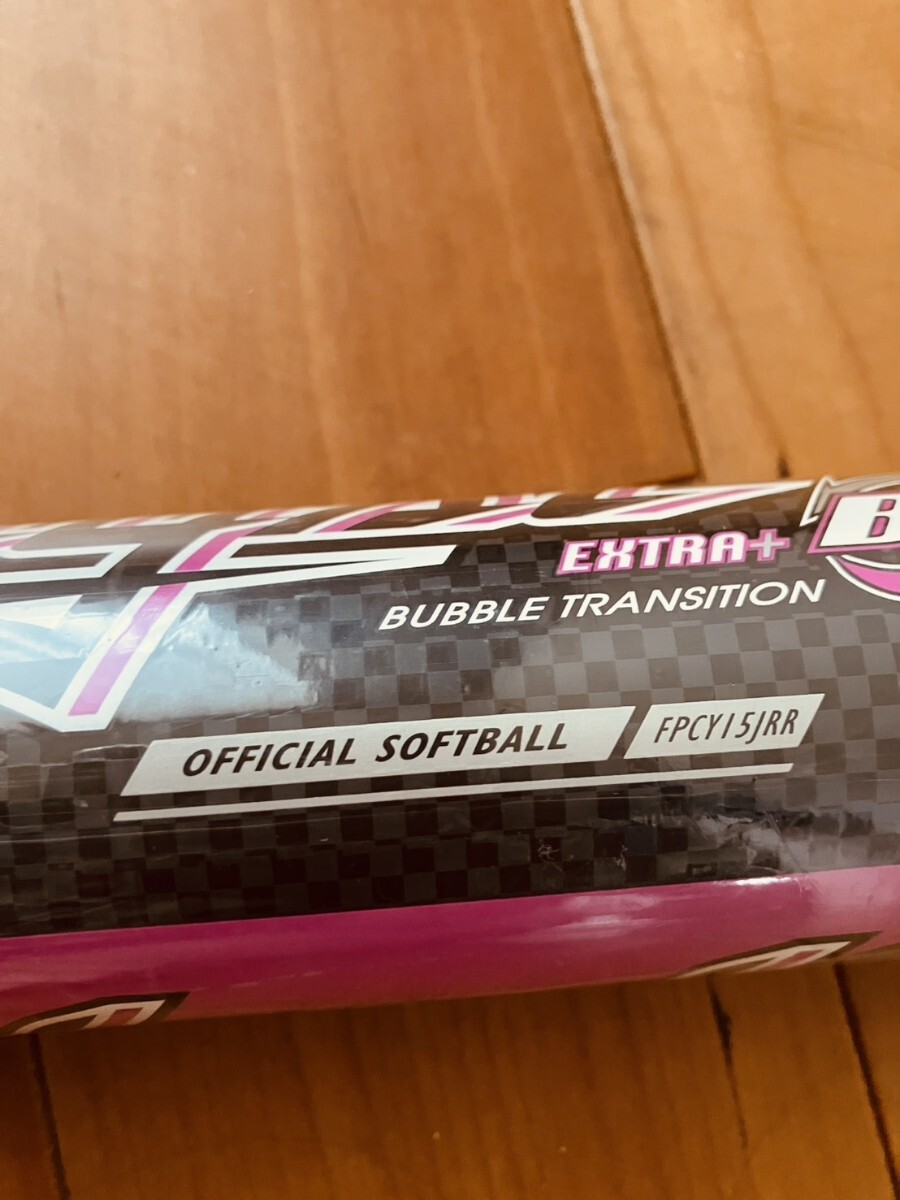 EXTRA+
BUBBLE TRANSITION
OFFICIAL SOFTBALL FPCY15JRR